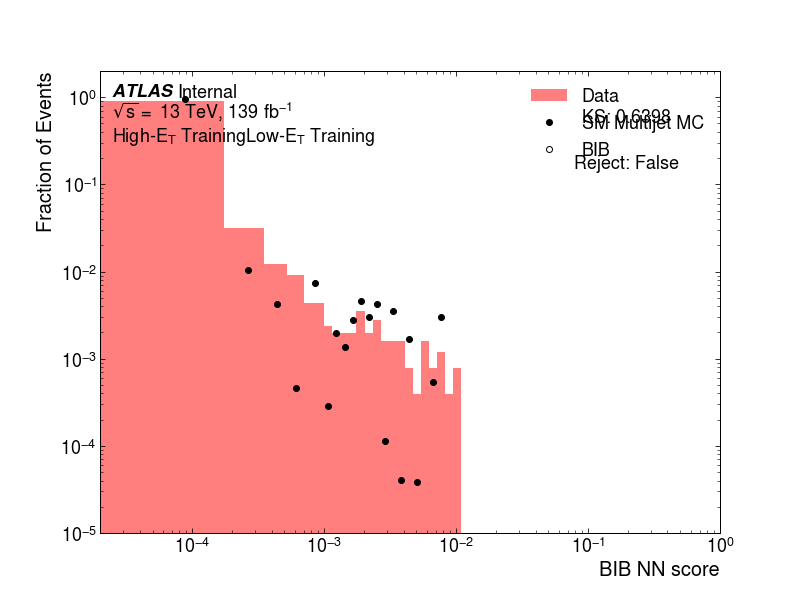 ATLAS Internal
√s = 13 TeV, 139 fb⁻¹
High-E_T TrainingLow-E_T Training
Data
KS: 0.6398
SM Multijet MC
BIB
Reject: False
Fraction of Events
10⁰
10⁻¹
10⁻²
10⁻³
10⁻⁴
10⁻⁵
10⁻⁴
10⁻³
10⁻²
10⁻¹
10⁰
BIB NN score